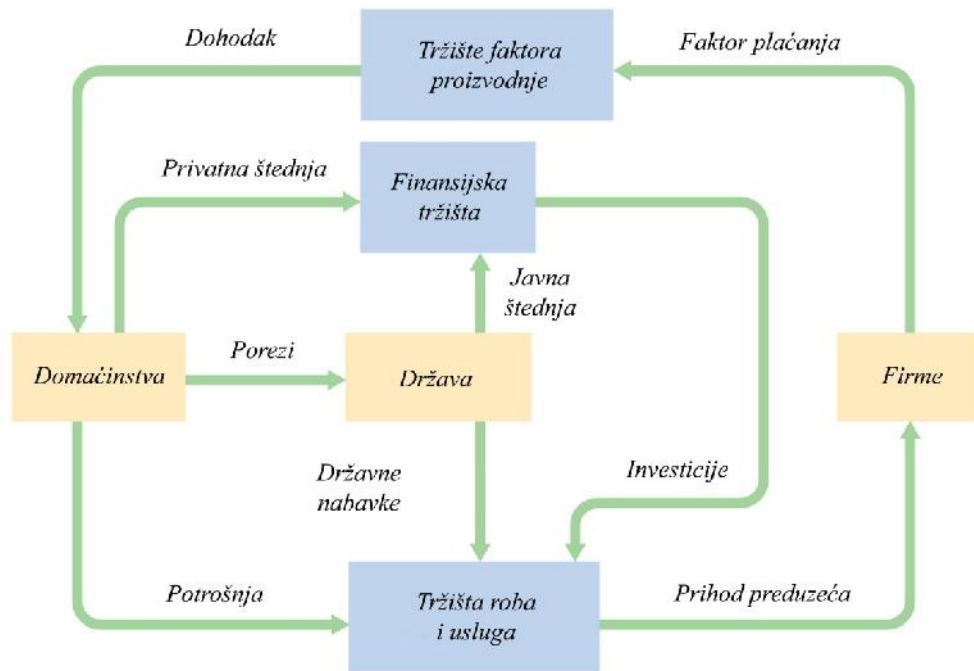 Dohodak
Tržište faktora
proizvodnje
Faktor plaćanja
Privatna štednja
Finansijska
tržišta
Javna
štednja
Domaćinstva
Porezi
Država
Firme
Državne
nabavke
Investicije
Potrošnja
Tržišta roba
i usluga
Prihod preduzeća